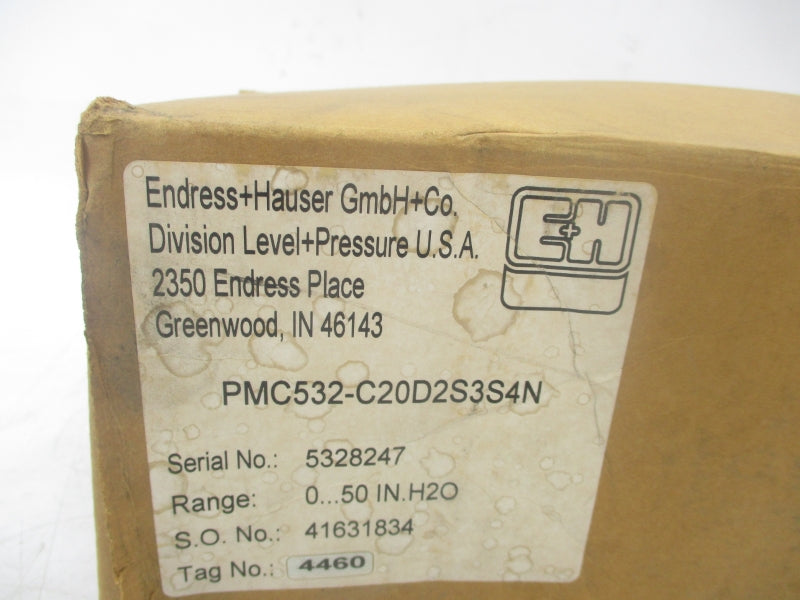 Endress+Hauser GmbH+Co.
Division Level+Pressure U.S.A.
2350 Endress Place
Greenwood, IN 46143
E+H
PMC532-C20D2S3S4N
Serial No.: 5328247
Range: 0...50 IN.H2O
S.O. No.: 41631834
Tag No.: 4460